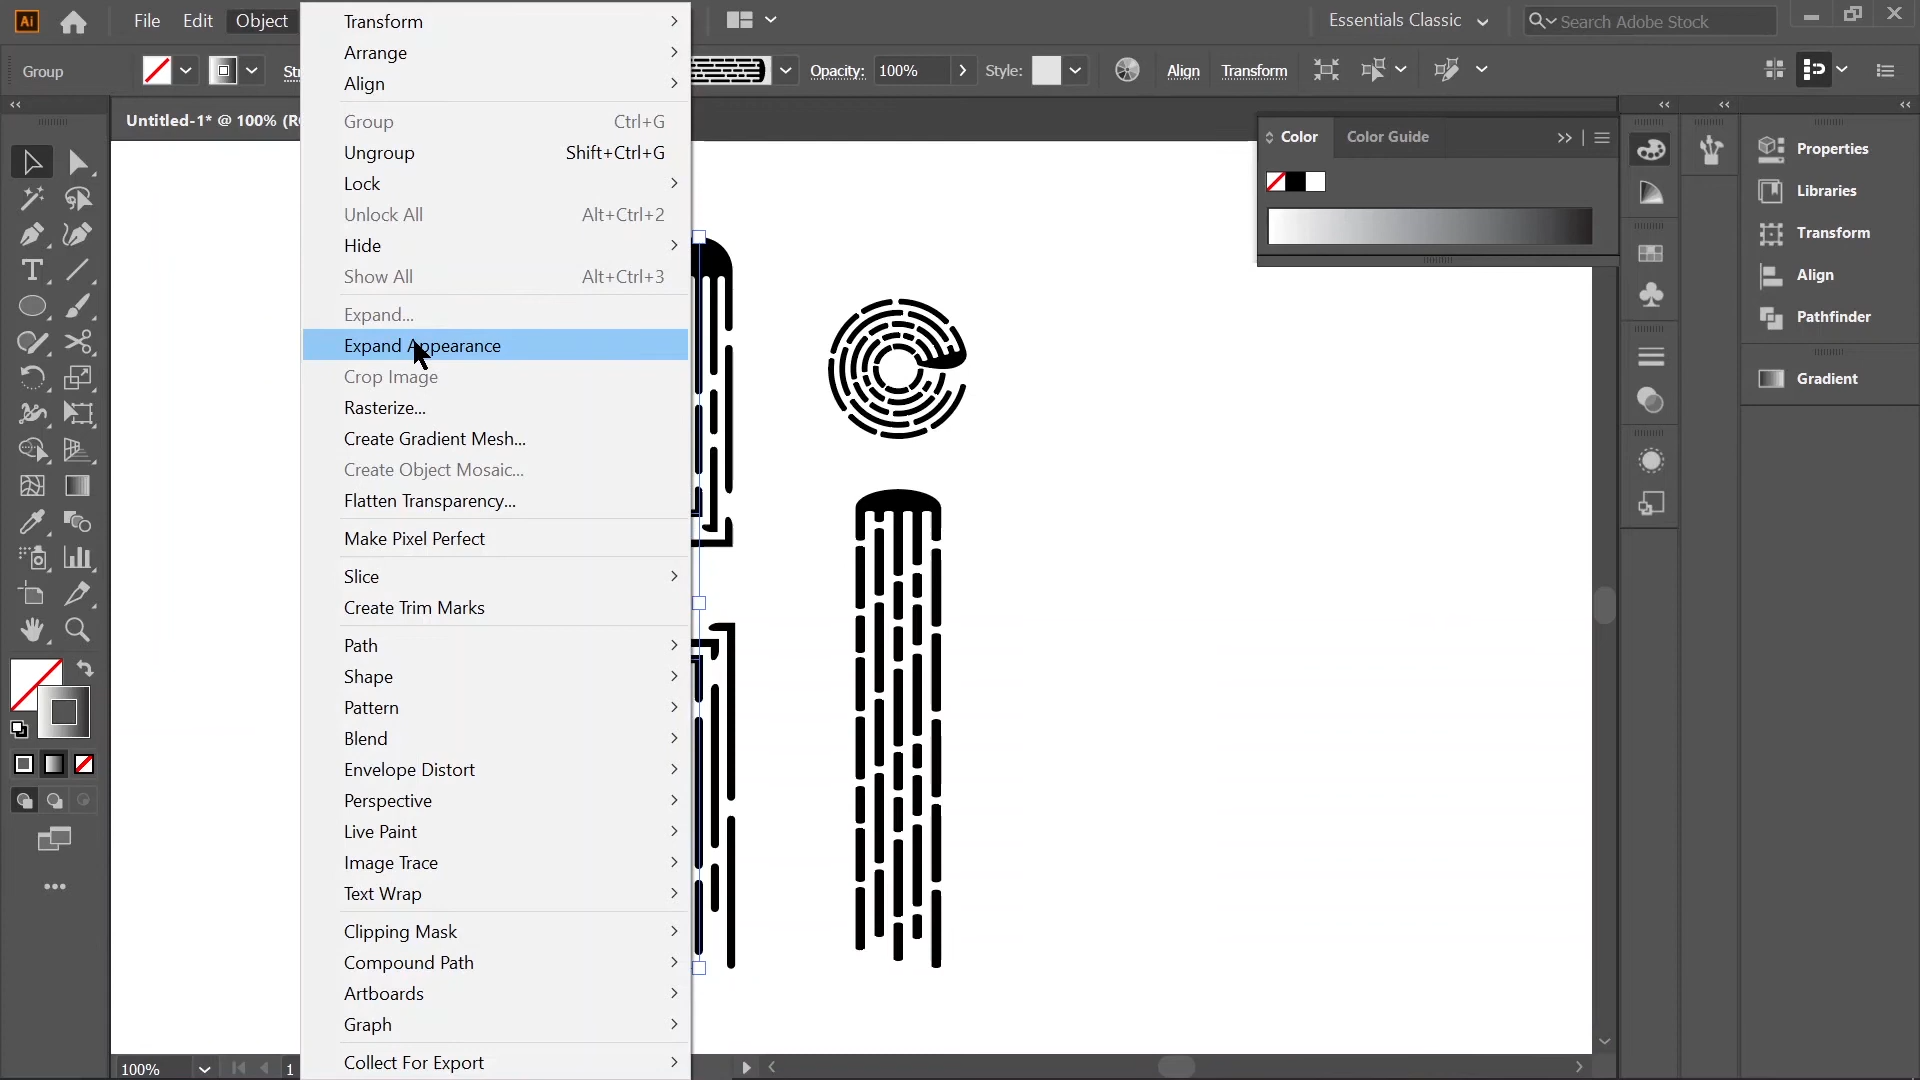 Ai
File
Edit
Object
Essentials Classic
Search Adobe Stock
Group
St
Opacity:
100%
Style:
Align
Transform
Untitled-1* @ 100% (R
Transform
Arrange
Align
Group
Ctrl+G
Ungroup
Shift+Ctrl+G
Lock
Unlock All
Alt+Ctrl+2
Hide
Show All
Alt+Ctrl+3
Expand...
Expand Appearance
Crop Image
Rasterize...
Create Gradient Mesh...
Create Object Mosaic...
Flatten Transparency...
Make Pixel Perfect
Slice
Create Trim Marks
Path
Shape
Pattern
Blend
Envelope Distort
Perspective
Live Paint
Image Trace
Text Wrap
Clipping Mask
Compound Path
Artboards
Graph
Collect For Export
Color
Color Guide
Properties
Libraries
Transform
Align
Pathfinder
Gradient
100%
1